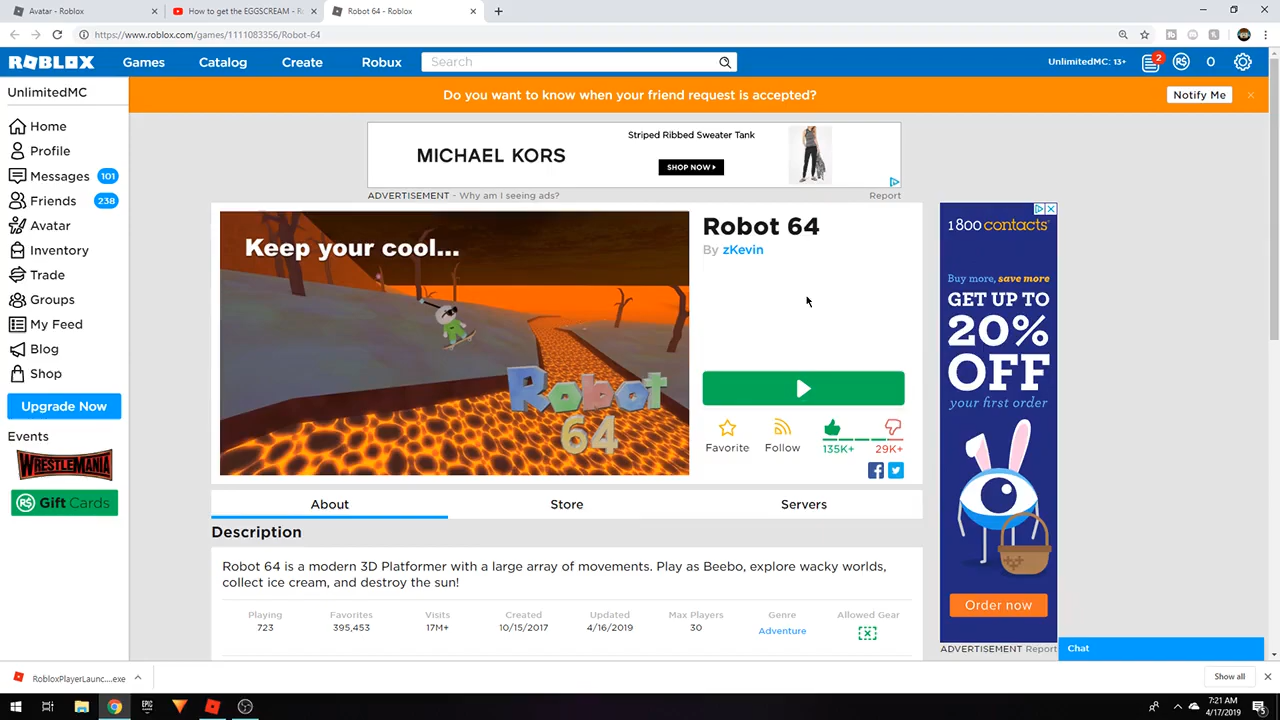 Avatar - Roblox
How to get the EGGSCREAM - R
Robot 64 - Roblox
https://www.roblox.com/games/1111083356/Robot-64
ROBLOX
Games
Catalog
Create
Robux
Search
UnlimitedMC: 13+
2
0
UnlimitedMC
Do you want to know when your friend request is accepted?
Notify Me
Home
Profile
Messages 101
Friends 238
Avatar
Inventory
Trade
Groups
My Feed
Blog
Shop
Upgrade Now
Events
WRESTLEMANIA
Gift Cards
MICHAEL KORS
Striped Ribbed Sweater Tank
SHOP NOW
ADVERTISEMENT - Why am I seeing ads?
Report
Keep your cool...
Robot
64
Robot 64
By zKevin
Favorite
Follow
135K+
29K+
About
Store
Servers
Description
Robot 64 is a modern 3D Platformer with a large array of movements. Play as Beebo, explore wacky worlds,
collect ice cream, and destroy the sun!
Playing Favorites Visits Created Updated Max Players Genre Allowed Gear
723 395,453 17M+ 10/15/2017 4/16/2019 30 Adventure
1800 contacts
Buy more, save more
GET UP TO
20%
OFF
your first order
Order now
ADVERTISEMENT Report
Chat
RobloxPlayerLaunc....exe
Show all
EPIC
7:21 AM
4/17/2019
5